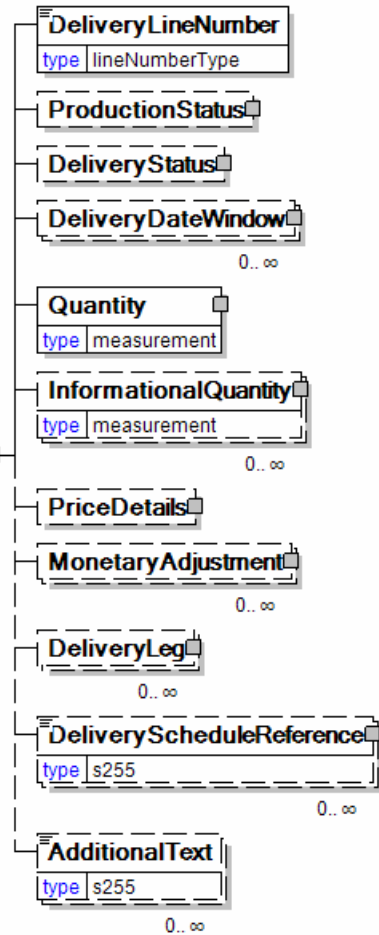 DeliveryLineNumber
type lineNumberType
ProductionStatus
DeliveryStatus
DeliveryDateWindow
0.. ∞
Quantity
type measurement
InformationalQuantity
type measurement
0.. ∞
PriceDetails
MonetaryAdjustment
0.. ∞
DeliveryLeg
0.. ∞
DeliveryScheduleReference
type s255
0.. ∞
AdditionalText
type s255
0.. ∞